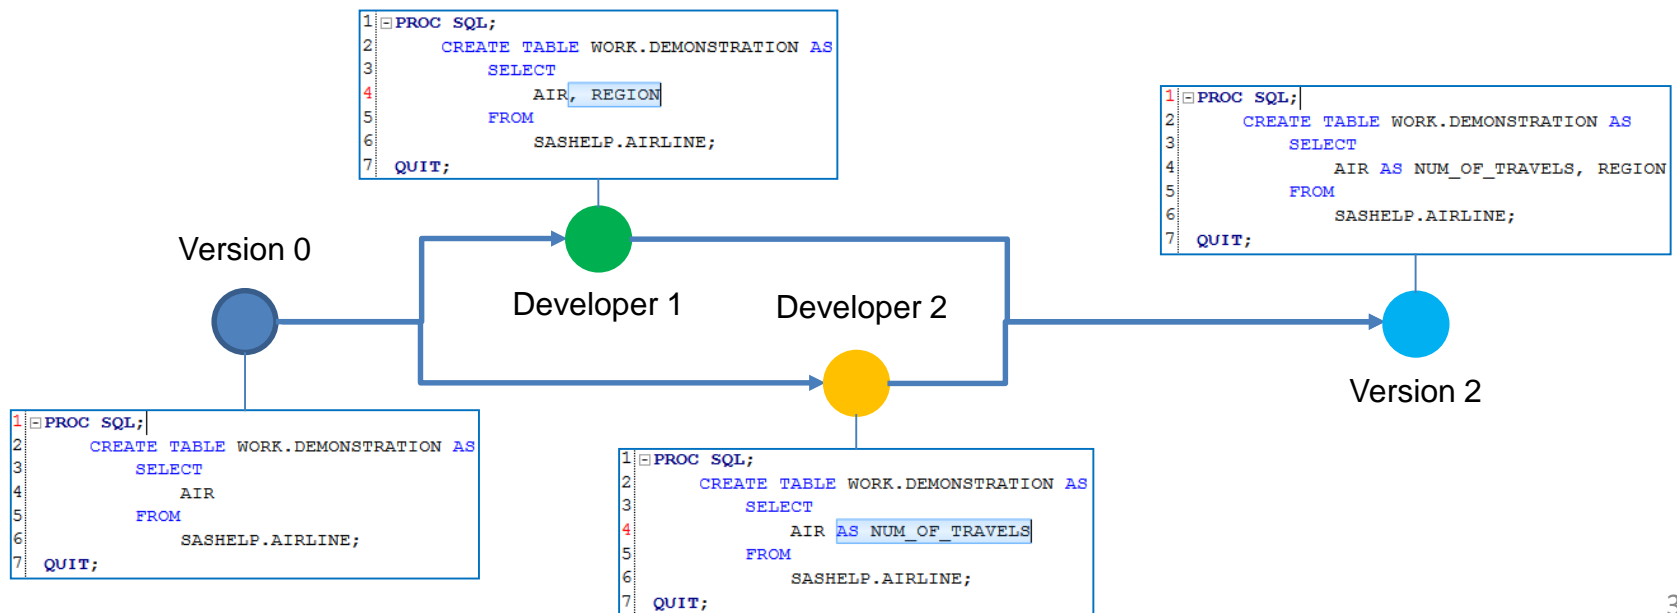 1 PROC SQL;
2 CREATE TABLE WORK.DEMONSTRATION AS
3 SELECT
4 AIR, REGION
5 FROM
6 SASHELP.AIRLINE;
7 QUIT;
1 PROC SQL;
2 CREATE TABLE WORK.DEMONSTRATION AS
3 SELECT
4 AIR AS NUM_OF_TRAVELS, REGION
5 FROM
6 SASHELP.AIRLINE;
7 QUIT;
Version 0
Developer 1
Developer 2
Version 2
1 PROC SQL;
2 CREATE TABLE WORK.DEMONSTRATION AS
3 SELECT
4 AIR
5 FROM
6 SASHELP.AIRLINE;
7 QUIT;
1 PROC SQL;
2 CREATE TABLE WORK.DEMONSTRATION AS
3 SELECT
4 AIR AS NUM_OF_TRAVELS
5 FROM
6 SASHELP.AIRLINE;
7 QUIT;